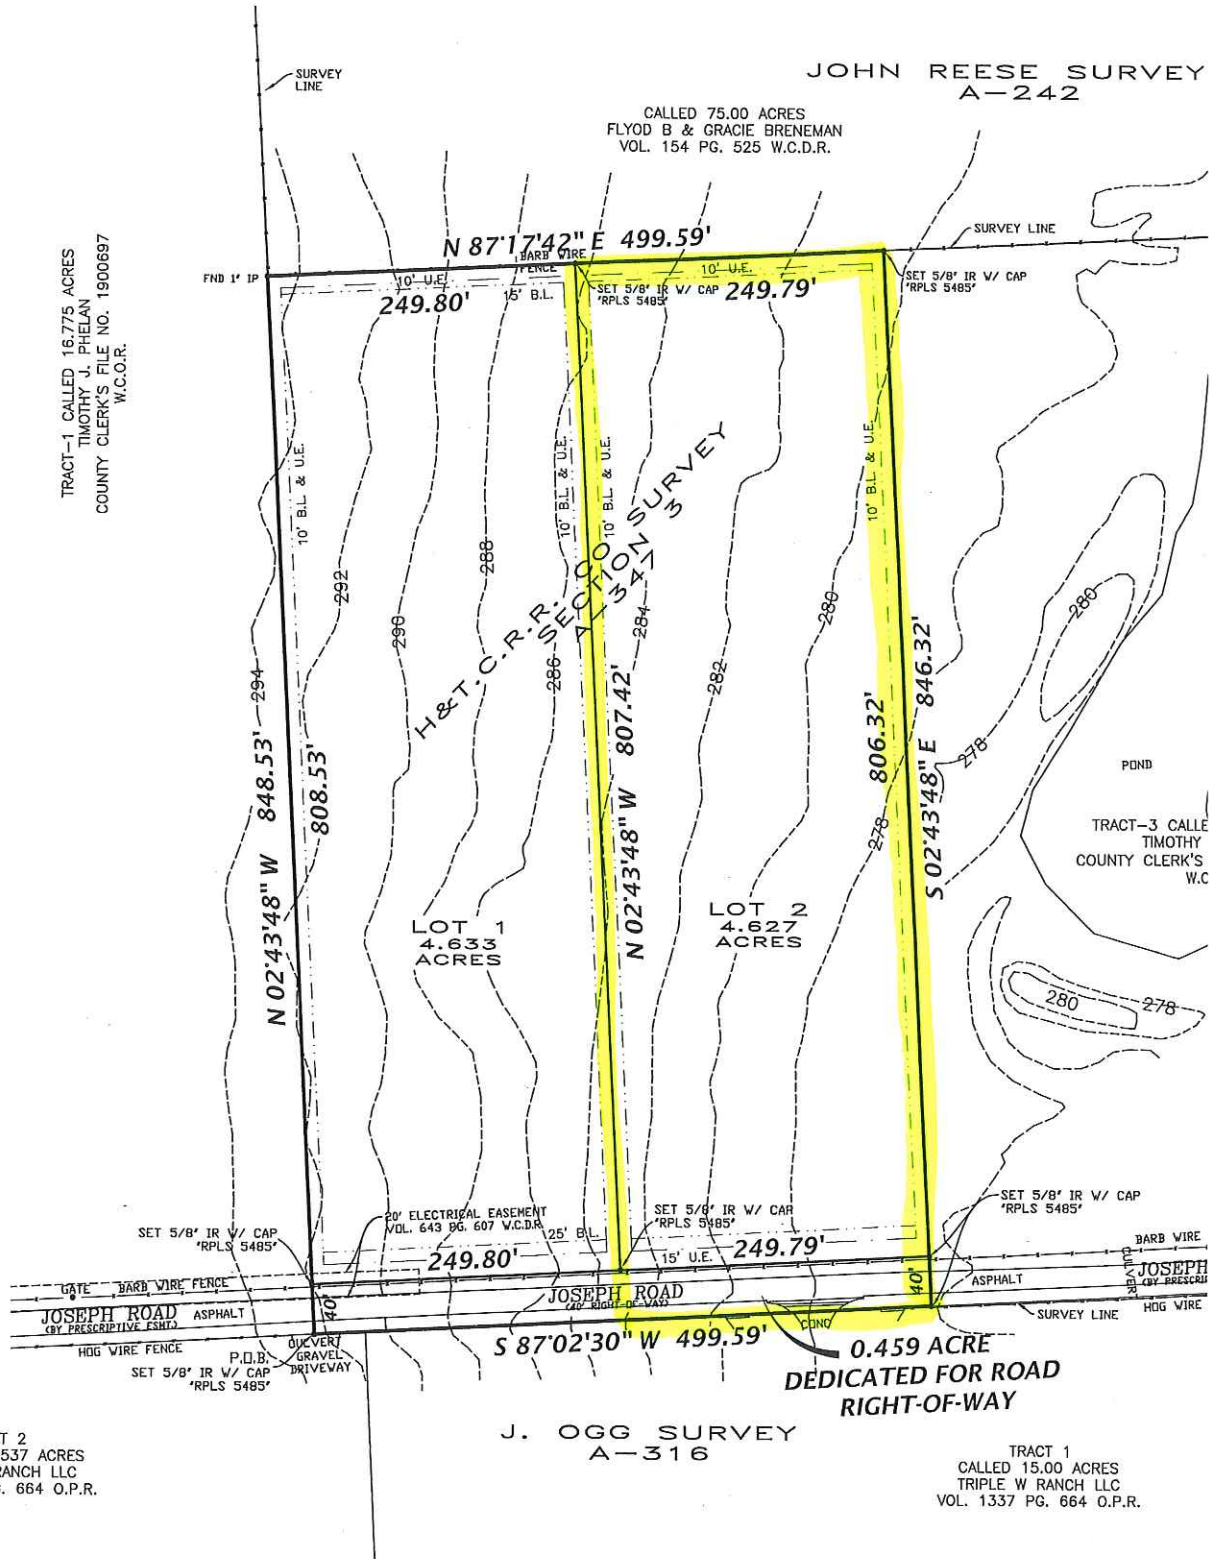 SURVEY
LINE
JOHN REESE SURVEY
A-242
CALLED 75.00 ACRES
FLYOD B & GRACIE BRENEMAN
VOL. 154 PG. 525 W.C.D.R.
TRACT-1 CALLED 16.775 ACRES
TIMOTHY J. PHELAN
COUNTY CLERK'S FILE NO. 1900697
W.C.O.R.
N 87°17'42" E 499.59'
BARB WIRE
FENCE
SURVEY LINE
FND 1' IP
10' U.E.
249.80'
15' B.L.
SET 5/8' IR W/ CAP
'RPLS 5485'
10' U.E.
249.79'
SET 5/8' IR W/ CAP
'RPLS 5485'
10' B.L. & U.E.
10' B.L. & U.E.
10' B.L. & U.E.
10' B.L. & U.E.
H&T.C.R.R. CO SURVEY
SECTION 3
A-347
294
292
290
288
286
284
282
280
278
278
280
N 02°43'48" W 848.53'
808.53'
N 02°43'48" W 807.42'
806.32'
S 02°43'48" E 846.32'
POND
TRACT-3 CALLE
TIMOTHY
COUNTY CLERK'S
W.C
LOT 1
4.633
ACRES
LOT 2
4.627
ACRES
280
278
SET 5/8' IR W/ CAP
'RPLS 5485'
20' ELECTRICAL EASEMENT
VOL. 643 PG. 607 W.C.D.R.
25' B.L.
249.80'
SET 5/8' IR W/ CAP
'RPLS 5485'
15' U.E.
249.79'
SET 5/8' IR W/ CAP
'RPLS 5485'
BARB WIRE
GATE
BARB WIRE FENCE
JOSEPH ROAD
(BY PRESCRIPTIVE ESMT.)
ASPHALT
40'
JOSEPH ROAD
(40' RIGHT-OF-WAY)
40'
ASPHALT
CULVER
JOSEPH
(BY PRESCRI
HOG WIRE FENCE
CULVERT
GRAVEL
DRIVEWAY
CONC
SURVEY LINE
HOG WIRE
P.O.B.
SET 5/8' IR W/ CAP
'RPLS 5485'
S 87°02'30" W 499.59'
0.459 ACRE
DEDICATED FOR ROAD
RIGHT-OF-WAY
J. OGG SURVEY
A-316
T 2
537 ACRES
RANCH LLC
. 664 O.P.R.
TRACT 1
CALLED 15.00 ACRES
TRIPLE W RANCH LLC
VOL. 1337 PG. 664 O.P.R.